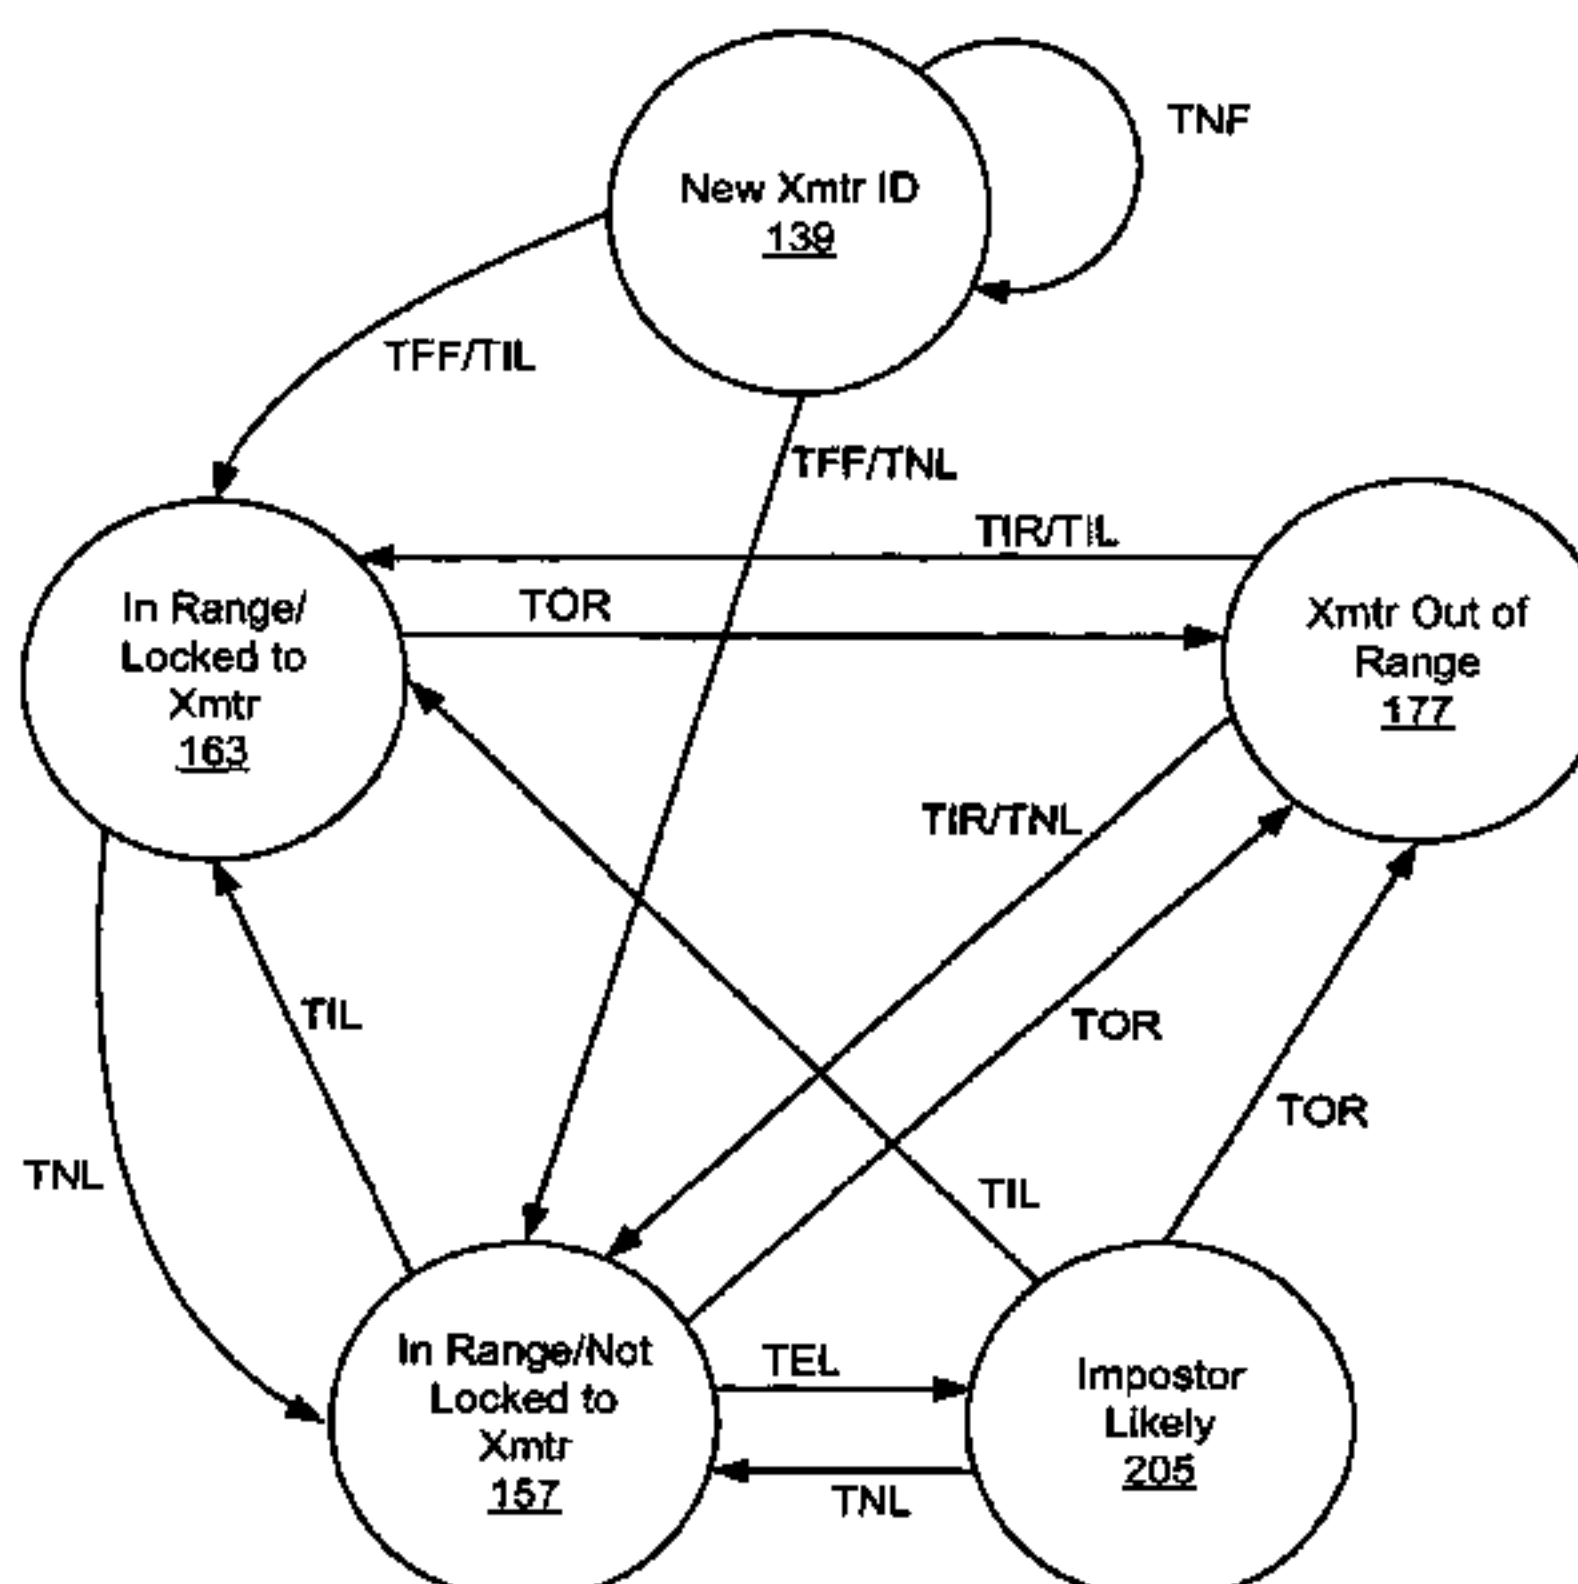 TNF
New Xmtr ID
139
TFF/TIL
TFF/TNL
TIR/TIL
TOR
In Range/
Locked to
Xmtr
163
Xmtr Out of
Range
177
TIR/TNL
TIL
TOR
TOR
TNL
TIL
In Range/Not
Locked to
Xmtr
157
TEL
TNL
Impostor
Likely
205